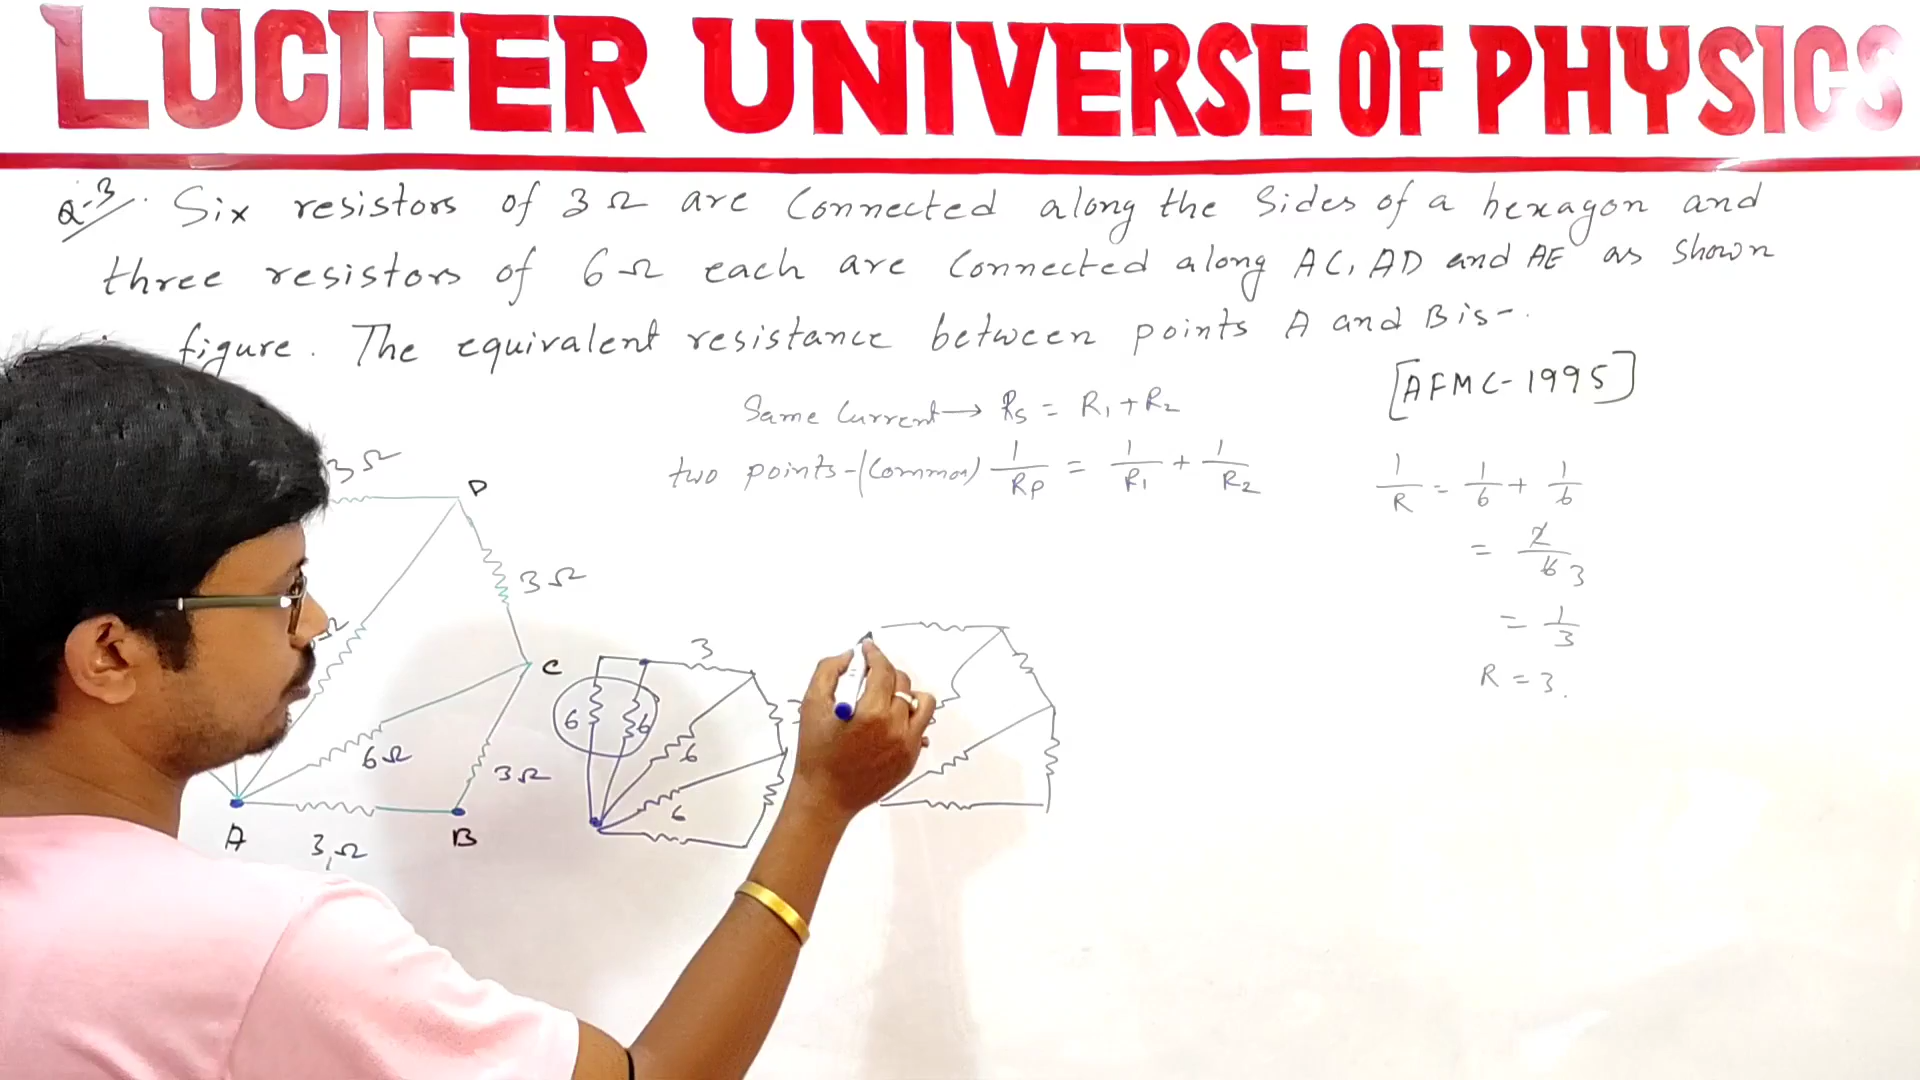 LUCIFER UNIVERSE OF PHYSICS
Q-3. Six resistors of 3Ω are Connected along the Sides of a hexagon and
three resistors of 6Ω each are Connected along AC, AD and AE as shown
figure. The equivalent resistance between points A and B is-.
[AFMC-1995]
Same Current → Rs = R1 + R2
two points-(Common) 1/RP = 1/R1 + 1/R2
1/R = 1/6 + 1/6
= 2/6 3
= 1/3
R = 3.
3Ω
D
3Ω
C
6Ω
3Ω
A
3Ω
B
3
6
6
6
6